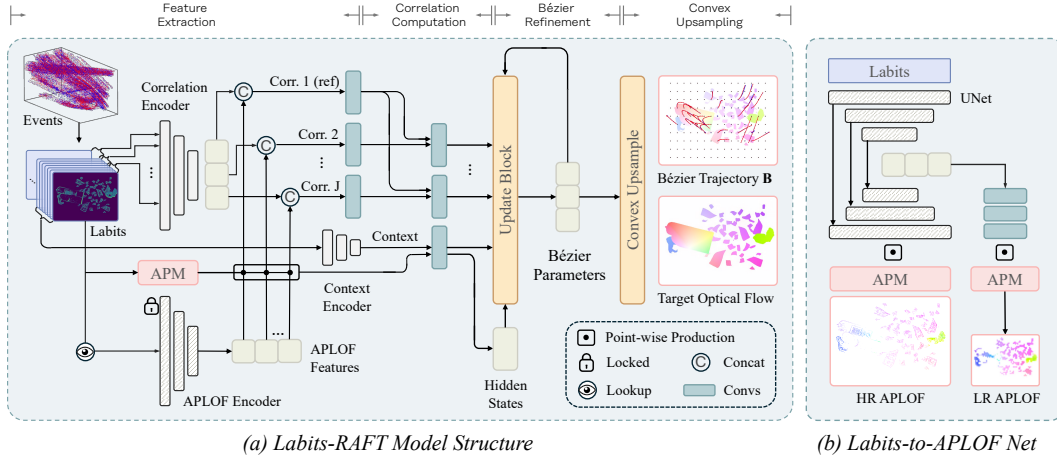 Feature
Extraction
Correlation
Computation
Bézier
Refinement
Convex
Upsampling
Events
Correlation
Encoder
Corr. 1 (ref)
C
Corr. 2
C
...
Corr. J
C
...
Labits
Context
Context
Encoder
APM
APLOF Encoder
...
APLOF
Features
Update Block
Hidden
States
Bézier
Parameters
Convex Upsample
Bézier Trajectory B
Target Optical Flow
Point-wise Production
Locked
C
Concat
Lookup
Convs
(a) Labits-RAFT Model Structure
Labits
UNet
APM
APM
HR APLOF
LR APLOF
(b) Labits-to-APLOF Net